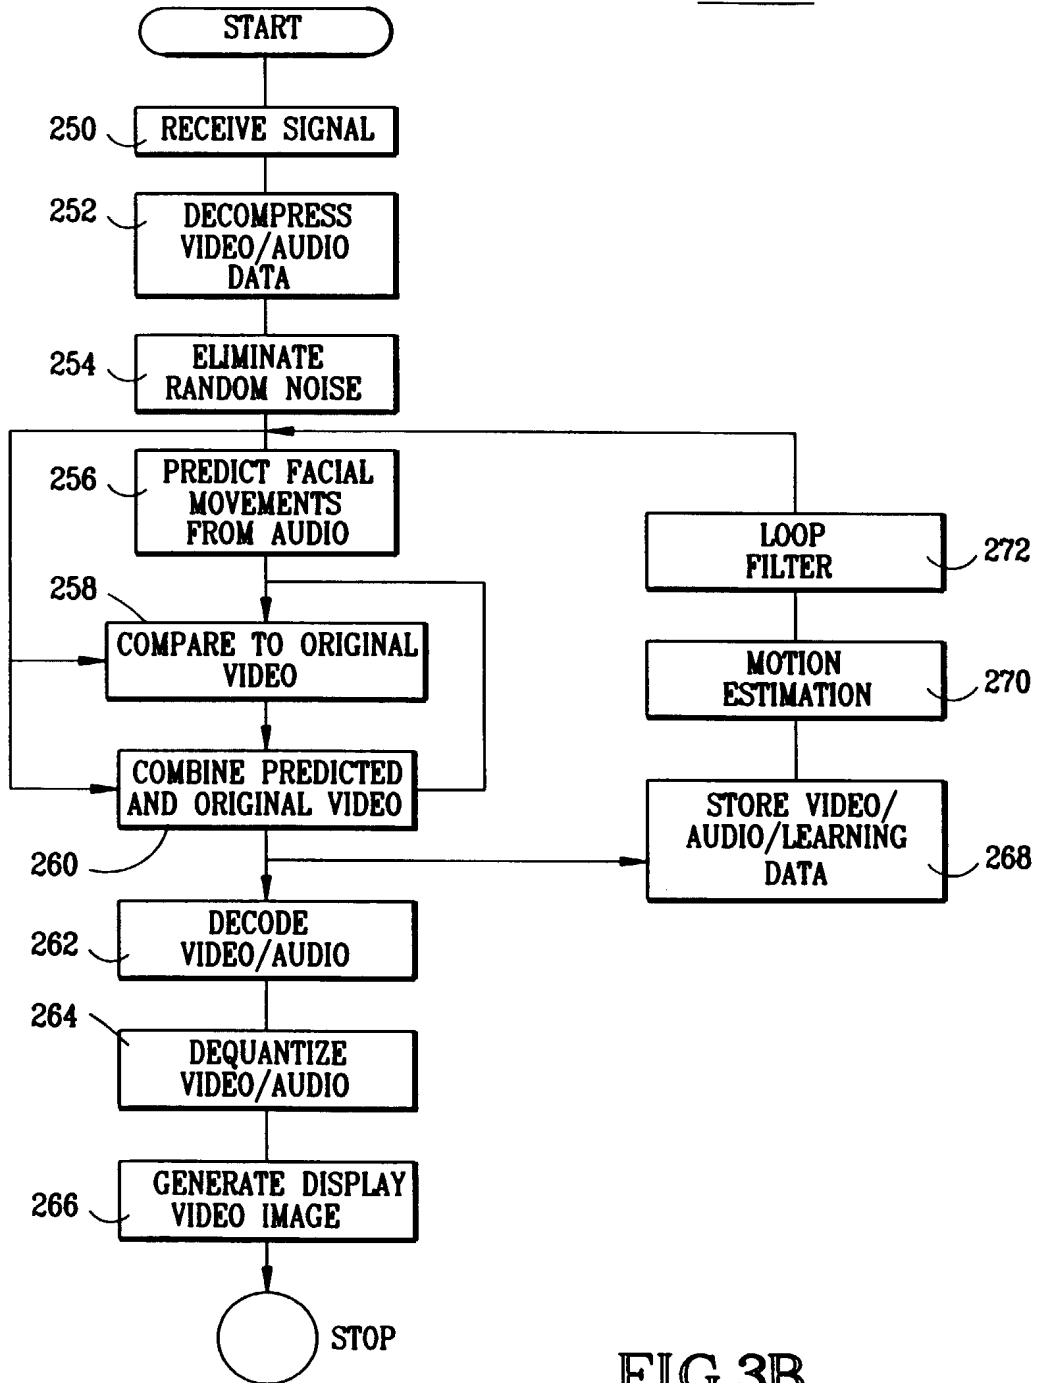 START
250
RECEIVE SIGNAL
252
DECOMPRESS
VIDEO/AUDIO
DATA
254
ELIMINATE
RANDOM NOISE
256
PREDICT FACIAL
MOVEMENTS
FROM AUDIO
LOOP
FILTER
272
258
COMPARE TO ORIGINAL
VIDEO
MOTION
ESTIMATION
270
COMBINE PREDICTED
AND ORIGINAL VIDEO
260
STORE VIDEO/
AUDIO/LEARNING
DATA
268
262
DECODE
VIDEO/AUDIO
264
DEQUANTIZE
VIDEO/AUDIO
266
GENERATE DISPLAY
VIDEO IMAGE
STOP
FIG. 3B